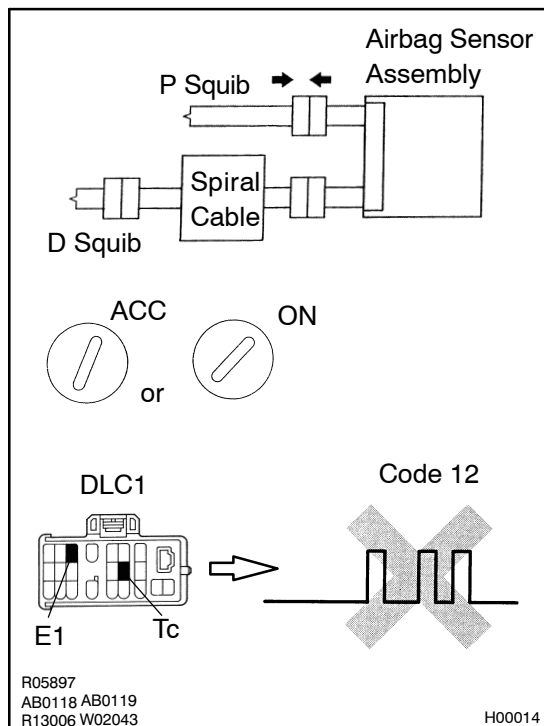 Airbag Sensor
Assembly
P Squib
Spiral
Cable
D Squib
ACC
or
ON
DLC1
Code 12
E1
Tc
R05897
AB0118 AB0119
R13006 W02043
H00014